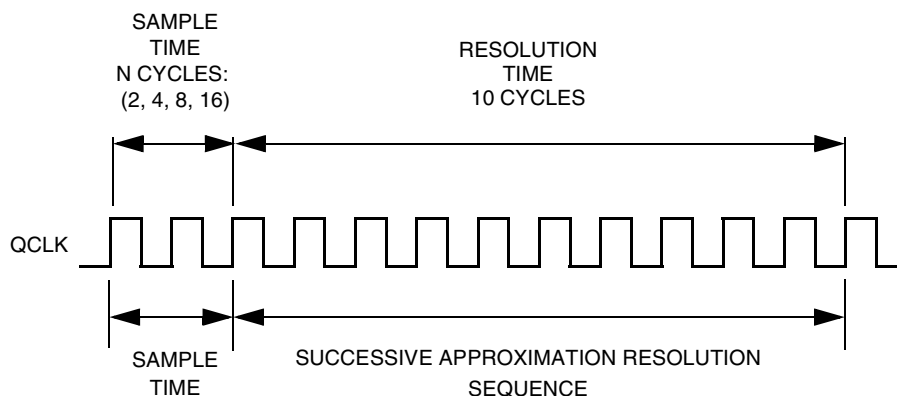 SAMPLE
TIME
N CYCLES:
(2, 4, 8, 16)
RESOLUTION
TIME
10 CYCLES
QCLK
SAMPLE
TIME
SUCCESSIVE APPROXIMATION RESOLUTION
SEQUENCE